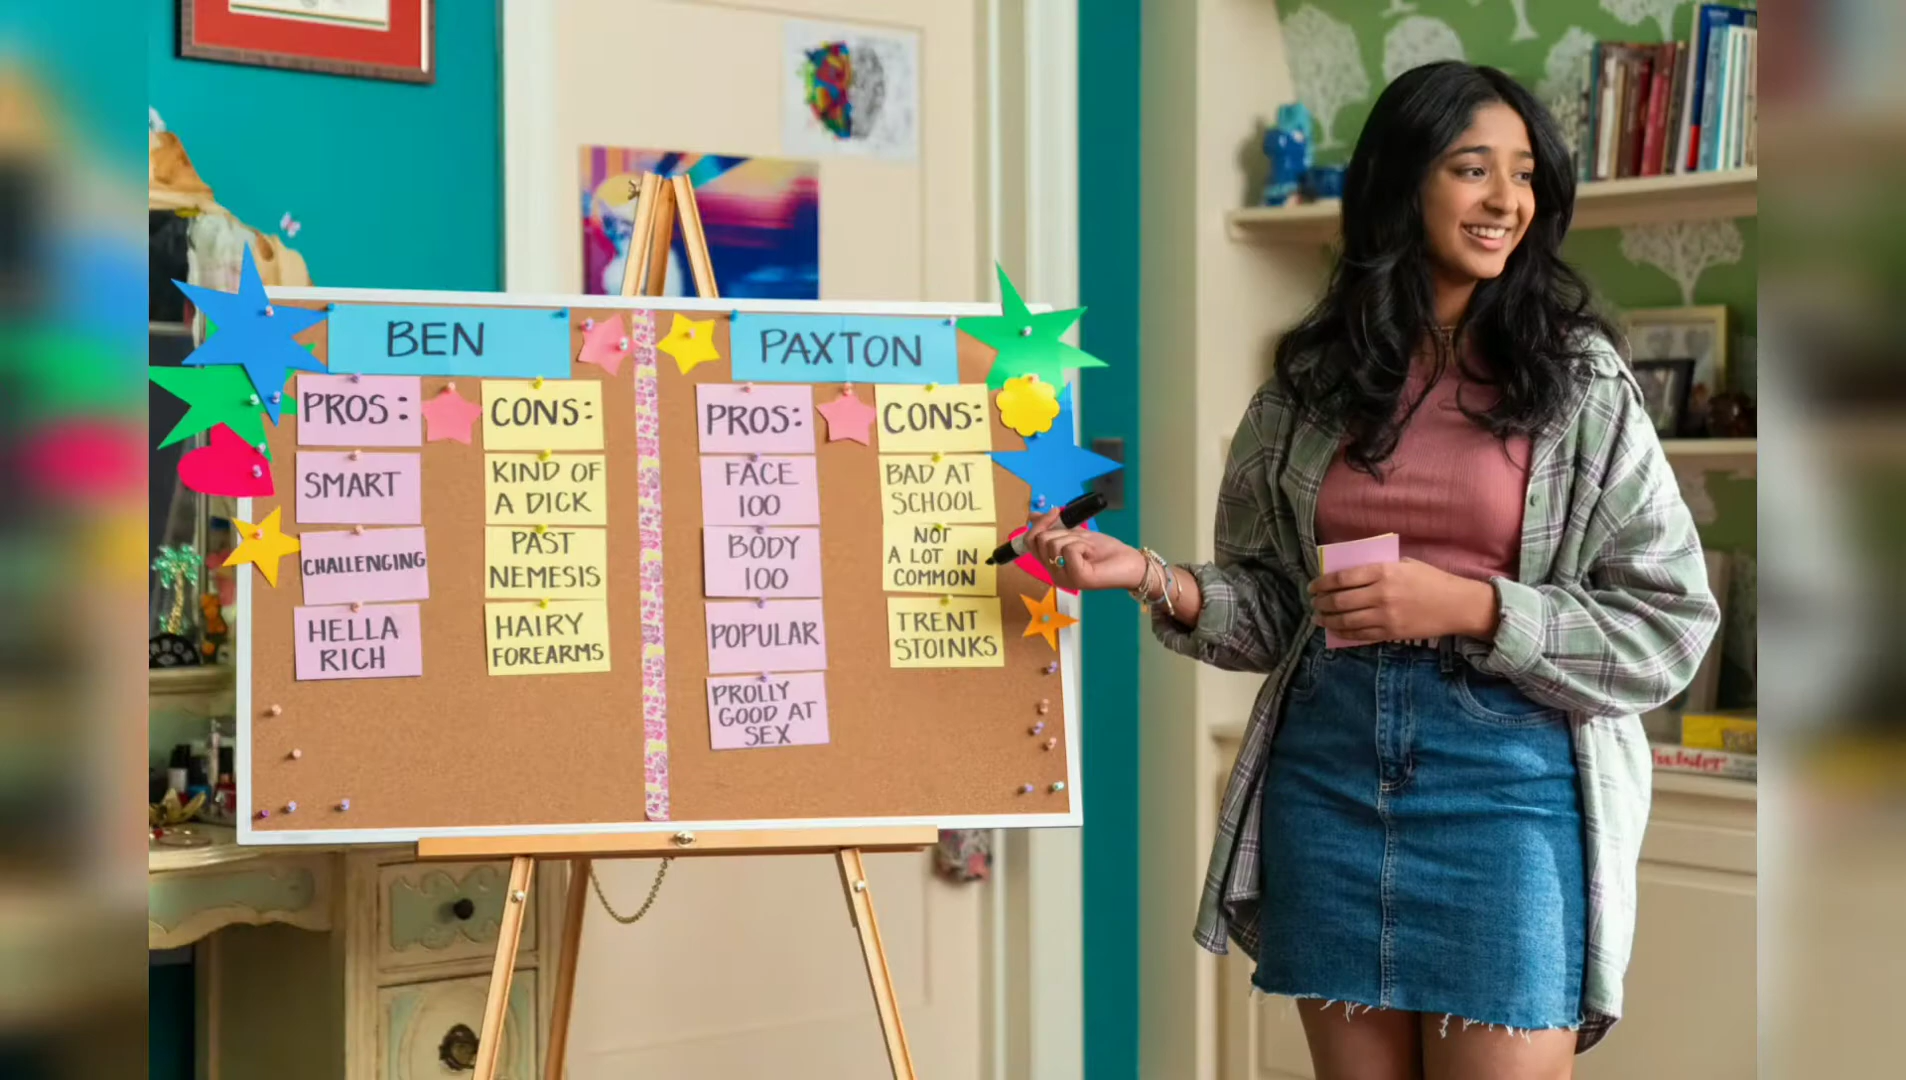 BEN
PROS:
SMART
CHALLENGING
HELLA
RICH
CONS:
KIND OF
A DICK
PAST
NEMESIS
HAIRY
FOREARMS
PAXTON
PROS:
FACE
100
BODY
100
POPULAR
PROLLY
GOOD AT
SEX
CONS:
BAD AT
SCHOOL
NOT
A LOT IN
COMMON
TRENT
STOINKS